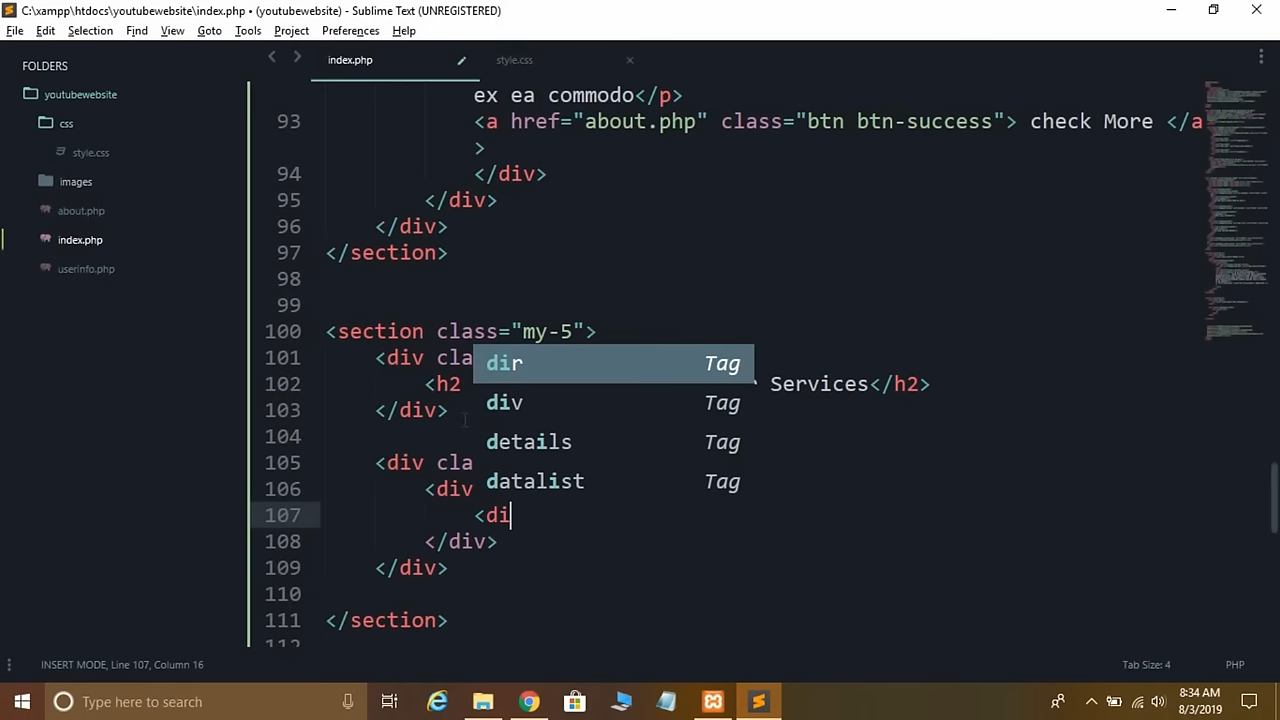 C:\xampp\htdocs\youtubewebsite\index.php • (youtubewebsite) - Sublime Text (UNREGISTERED)
File Edit Selection Find View Goto Tools Project Preferences Help
FOLDERS
youtubewebsite
css
style.css
images
about.php
index.php
userinfo.php
index.php style.css
ex ea commodo</p>
93 <a href="about.php" class="btn btn-success"> check More </a
>
94 </div>
95 </div>
96 </div>
97 </section>
98
99
100 <section class="my-5">
101 <div cla
102 <h2 Services</h2>
103 </div>
104
105 <div cla
106 <div
107 <di
108 </div>
109 </div>
110
111 </section>
dir Tag
div Tag
details Tag
datalist Tag
INSERT MODE, Line 107, Column 16 Tab Size: 4 PHP
Type here to search
8:34 AM
8/3/2019